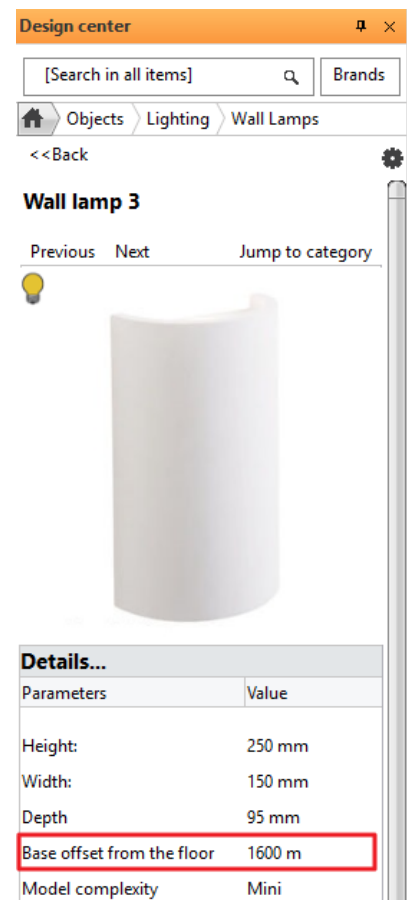 Design center
[Search in all items] Brands
Objects Lighting Wall Lamps
<<Back
Wall lamp 3
Previous Next Jump to category
Details...
Parameters Value
Height: 250 mm
Width: 150 mm
Depth 95 mm
Base offset from the floor 1600 m
Model complexity Mini